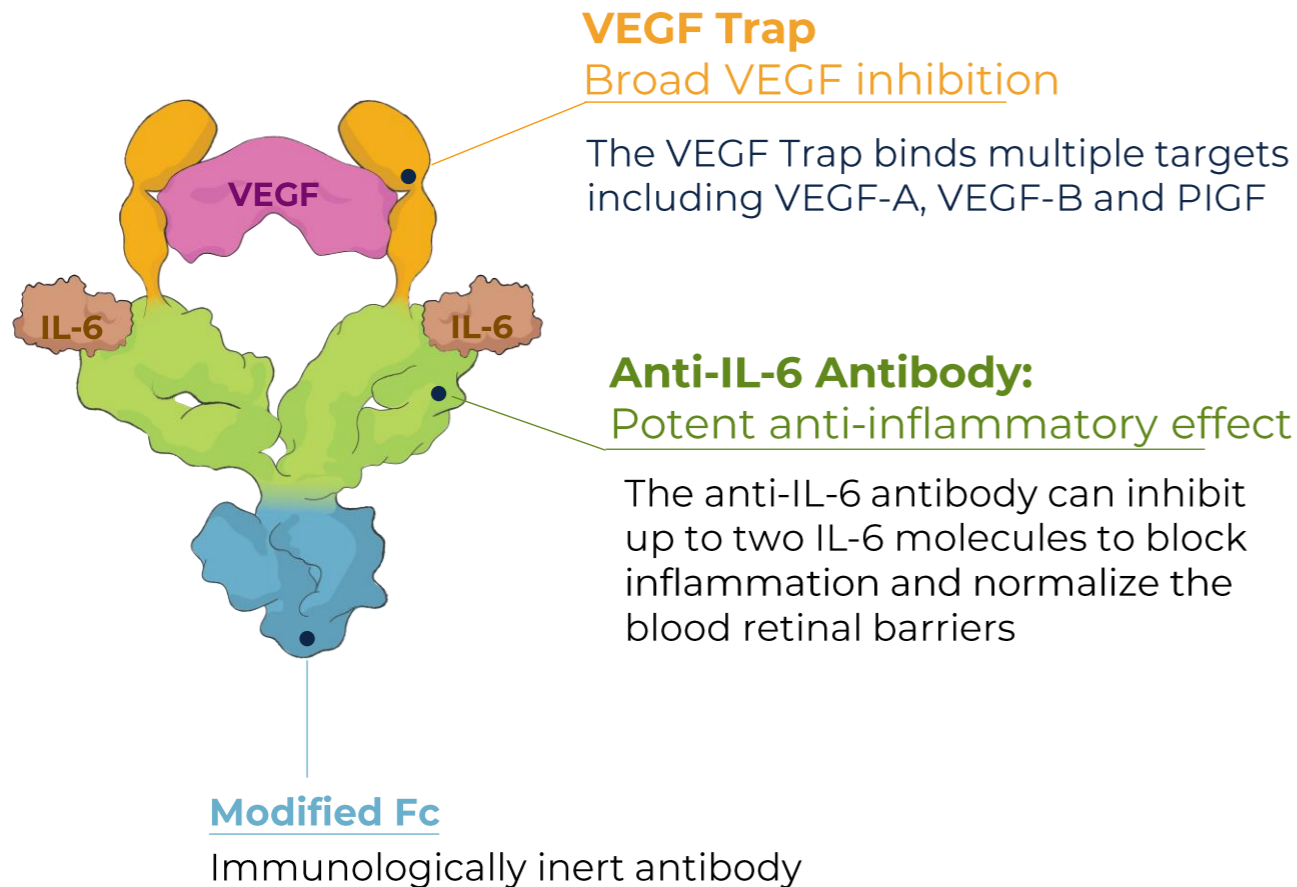 VEGF Trap
Broad VEGF inhibition
The VEGF Trap binds multiple targets
including VEGF-A, VEGF-B and PIGF
VEGF
IL-6
IL-6
Anti-IL-6 Antibody:
Potent anti-inflammatory effect
The anti-IL-6 antibody can inhibit
up to two IL-6 molecules to block
inflammation and normalize the
blood retinal barriers
Modified Fc
Immunologically inert antibody